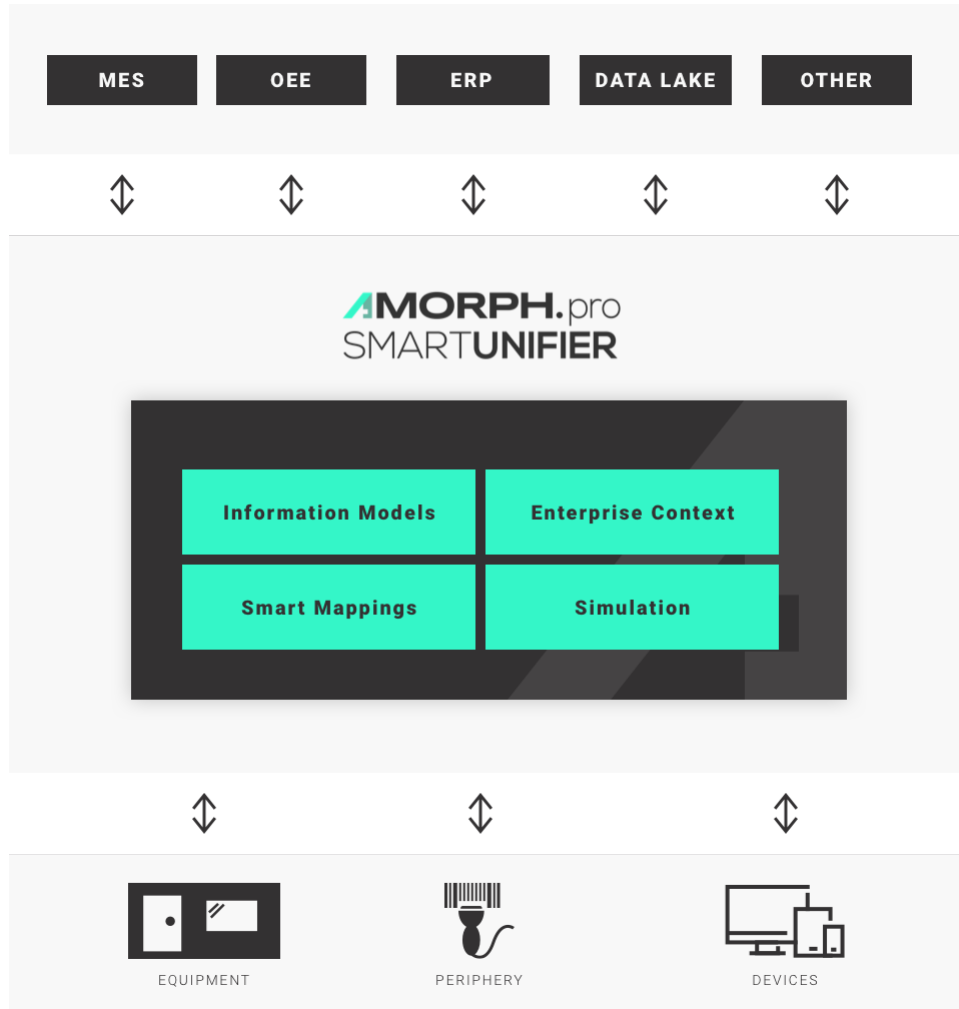 MES OEE ERP DATA LAKE OTHER
AMORPH.pro
SMARTUNIFIER
Information Models Enterprise Context
Smart Mappings Simulation
EQUIPMENT PERIPHERY DEVICES